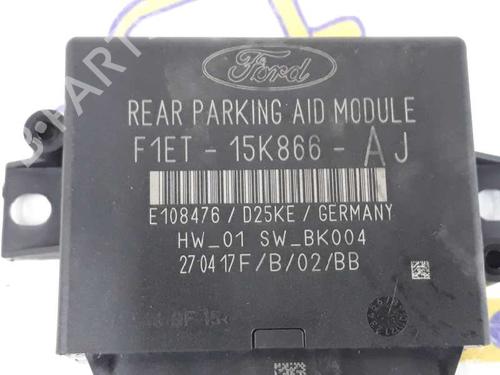 Ford
REAR PARKING AID MODULE
F1ET - 15K866 - AJ
E108476 / D25KE / GERMANY
HW_01 SW_BK004
270417F/B/02/BB